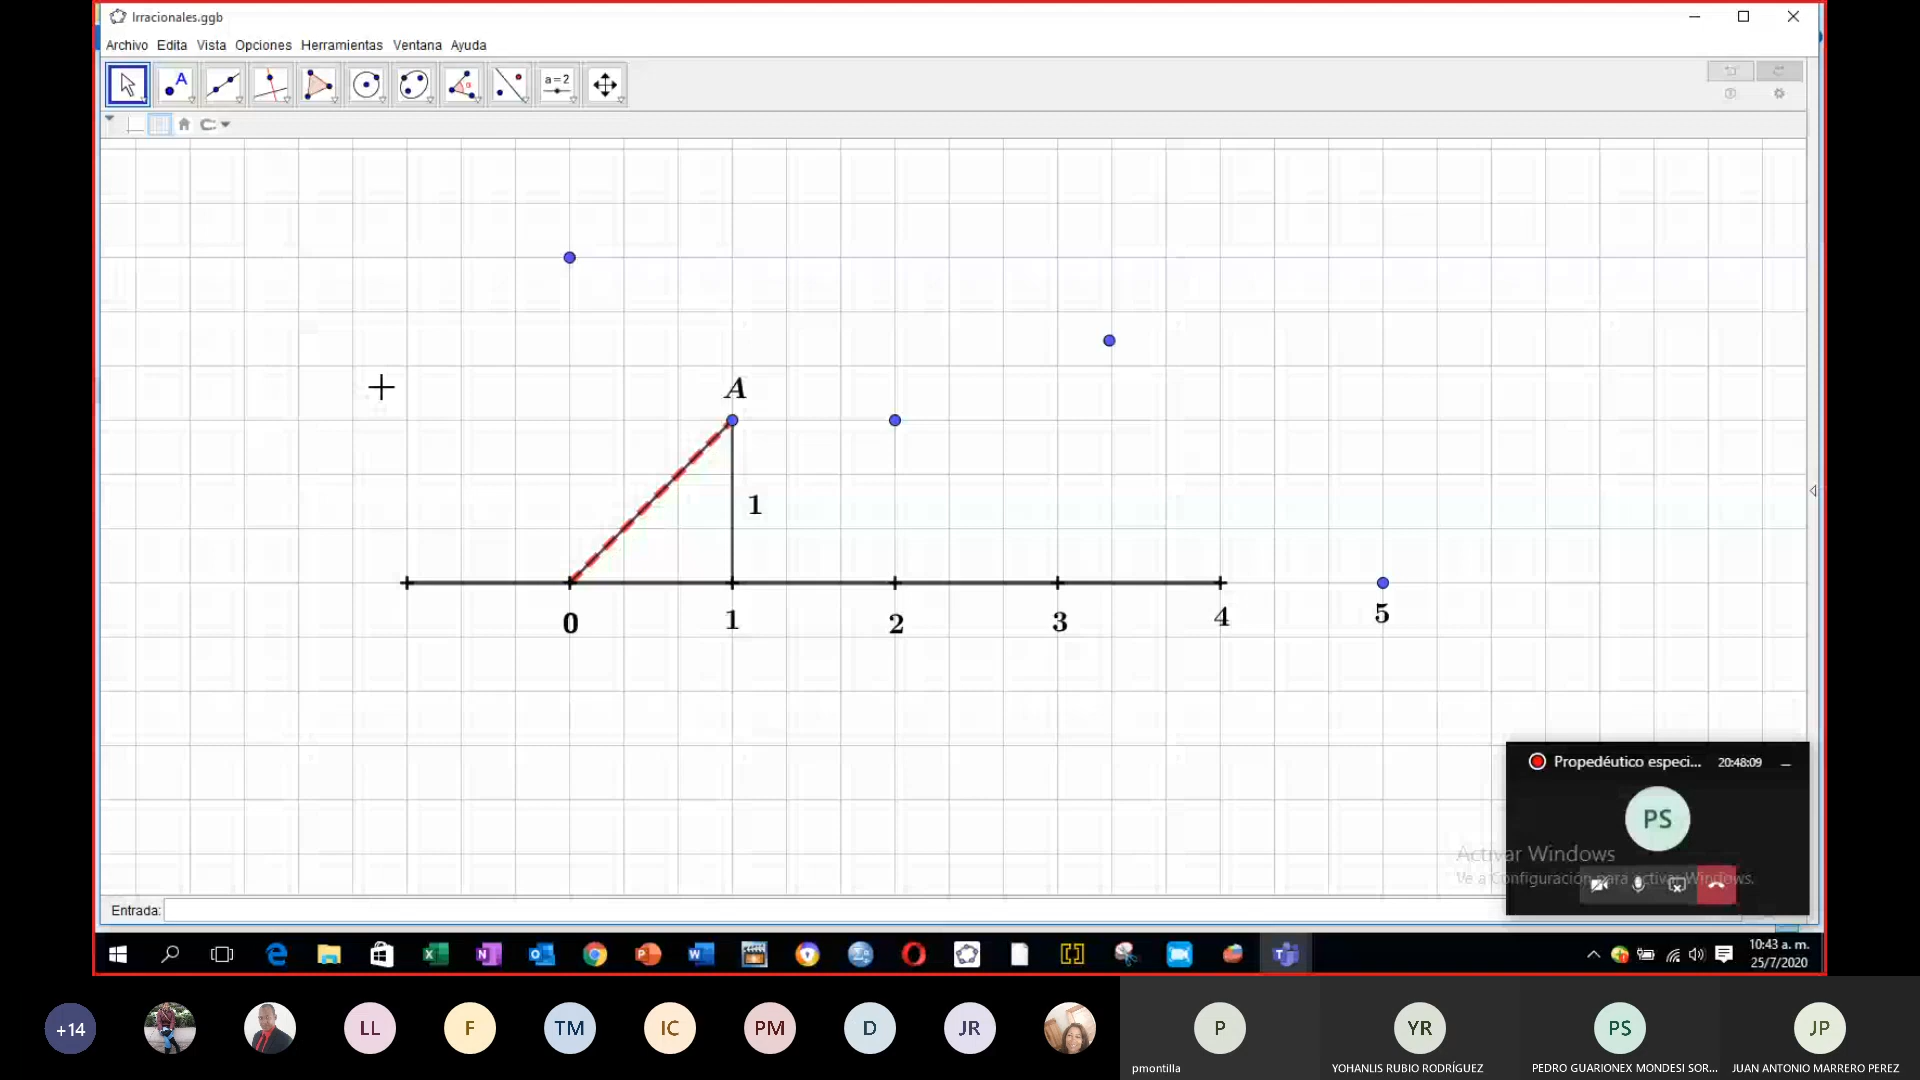 Irracionales.ggb
Archivo Edita Vista Opciones Herramientas Ventana Ayuda
A
a=2
A
1
0 1 2 3 4 5
Propedéutico especi... 20:48:09
PS
Activar Windows
Ve a Configuración para activar Windows.
Entrada:
10:43 a. m.
25/7/2020
+14 LL F TM IC PM D JR P YR PS JP
pmontilla YOHANLIS RUBIO RODRÍGUEZ PEDRO GUARIONEX MONDESI SOR... JUAN ANTONIO MARRERO PEREZ